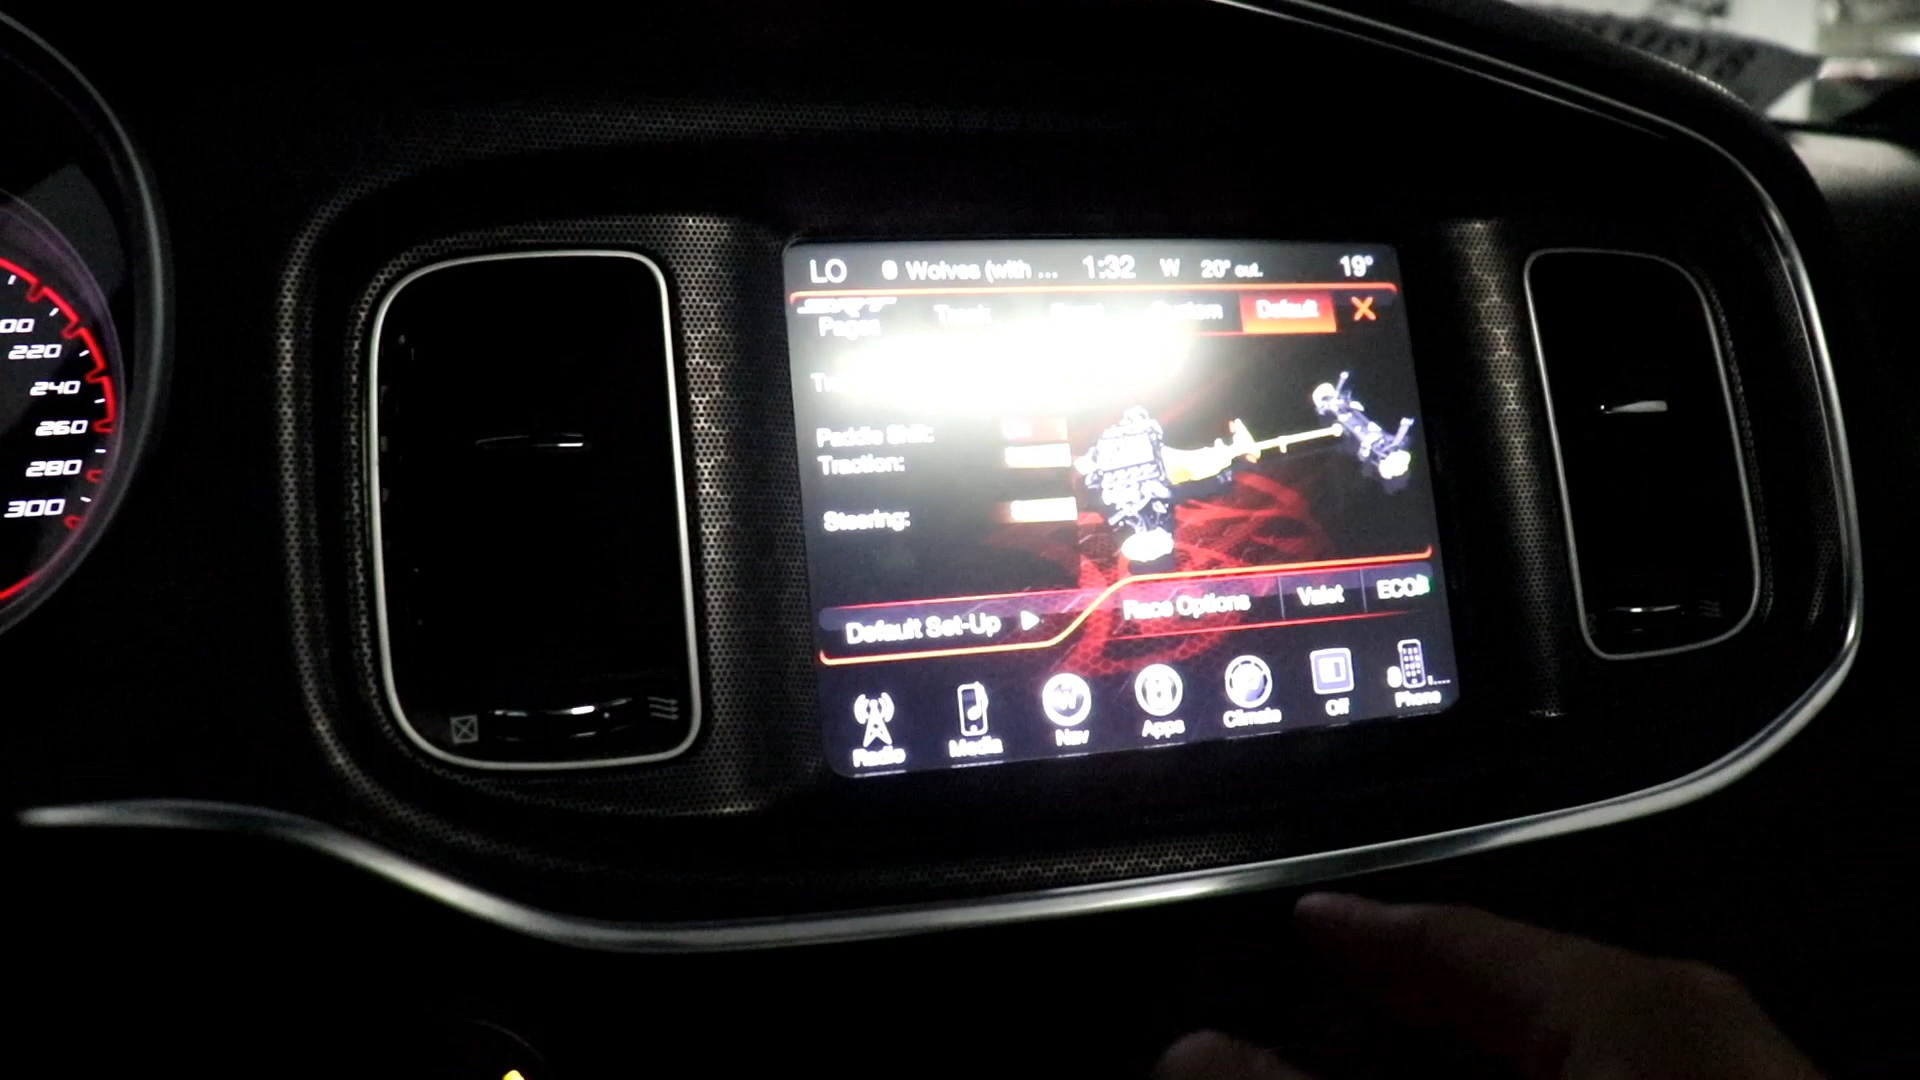 LO Wolves (with ... 1:32 W 20° out. 19°
Pages Track Custom Default X
Paddle Shift:
Traction:
Steering:
Default Set-Up
Race Options Valet ECO
Radio Media Nav Apps Climate Off Phone
220
240
260
280
300